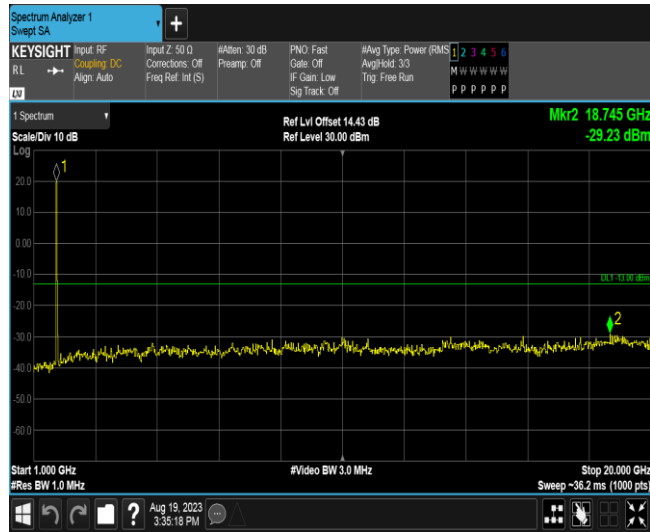 Spectrum Analyzer 1
Swept SA
+
KEYSIGHT
RL
LXI
Input: RF
Coupling: DC
Align: Auto
Input Z: 50 Ω
Corrections: Off
Freq Ref: Int (S)
#Atten: 30 dB
Preamp: Off
PNO: Fast
Gate: Off
IF Gain: Low
Sig Track: Off
#Avg Type: Power (RMS
Avg|Hold: 3/3
Trig: Free Run
1 2 3 4 5 6
M W W W W W
P P P P P P
1 Spectrum
Scale/Div 10 dB
Log
Ref Lvl Offset 14.43 dB
Ref Level 30.00 dBm
Mkr2 18.745 GHz
-29.23 dBm
1
20.0
10.0
0.00
-10.0
DL1 -13.00 dBm
-20.0
2
-30.0
-40.0
-50.0
-60.0
Start 1.000 GHz
#Res BW 1.0 MHz
#Video BW 3.0 MHz
Stop 20.000 GHz
Sweep ~36.2 ms (1000 pts)
?
Aug 19, 2023
3:35:18 PM